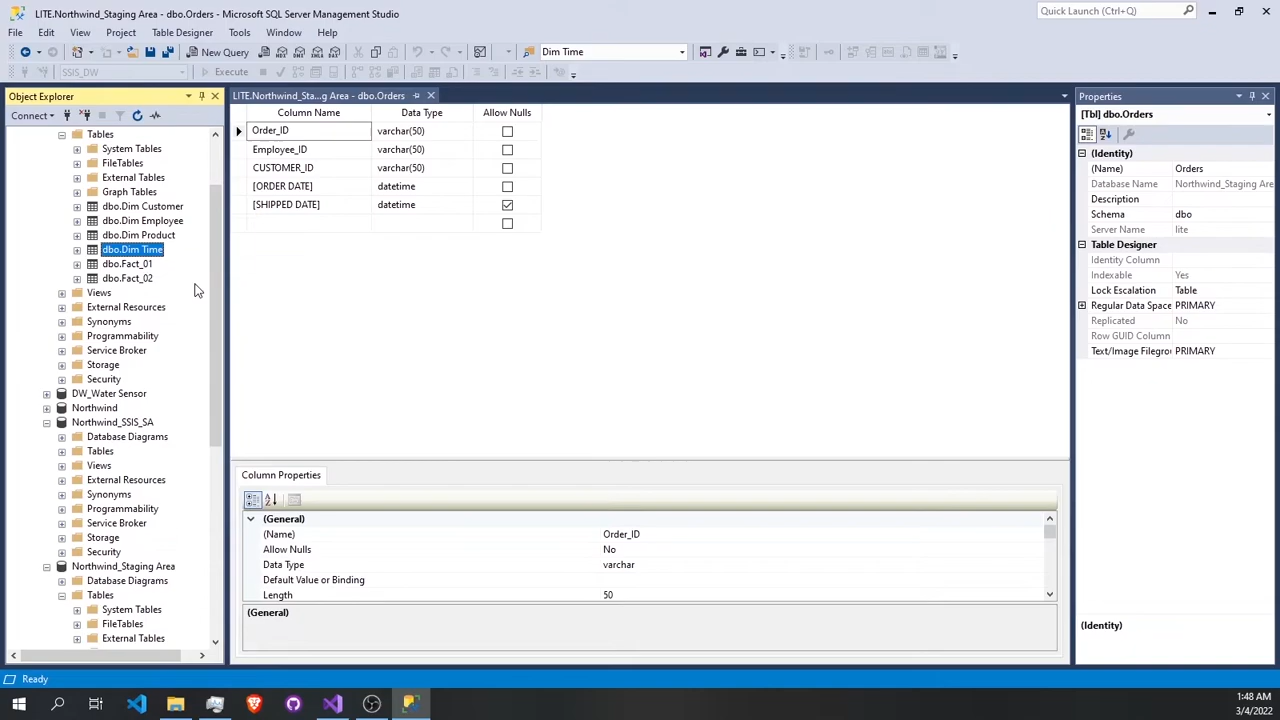 LITE.Northwind_Staging Area - dbo.Orders - Microsoft SQL Server Management Studio
Quick Launch (Ctrl+Q)
File Edit View Project Table Designer Tools Window Help
New Query Dim Time
SSIS_DW Execute
Object Explorer
Connect
Tables
System Tables
FileTables
External Tables
Graph Tables
dbo.Dim Customer
dbo.Dim Employee
dbo.Dim Product
dbo.Dim Time
dbo.Fact_01
dbo.Fact_02
Views
External Resources
Synonyms
Programmability
Service Broker
Storage
Security
DW_Water Sensor
Northwind
Northwind_SSIS_SA
Database Diagrams
Tables
Views
External Resources
Synonyms
Programmability
Service Broker
Storage
Security
Northwind_Staging Area
Database Diagrams
Tables
System Tables
FileTables
External Tables
LITE.Northwind_Sta...g Area - dbo.Orders
Column Name Data Type Allow Nulls
Order_ID varchar(50)
Employee_ID varchar(50)
CUSTOMER_ID varchar(50)
[ORDER DATE] datetime
[SHIPPED DATE] datetime
Column Properties
(General)
(Name) Order_ID
Allow Nulls No
Data Type varchar
Default Value or Binding
Length 50
(General)
Properties
[Tbl] dbo.Orders
(Identity)
(Name) Orders
Database Name Northwind_Staging Area
Description
Schema dbo
Server Name lite
Table Designer
Identity Column
Indexable Yes
Lock Escalation Table
Regular Data Space PRIMARY
Replicated No
Row GUID Column
Text/Image Filegrou PRIMARY
(Identity)
Ready
1:48 AM
3/4/2022